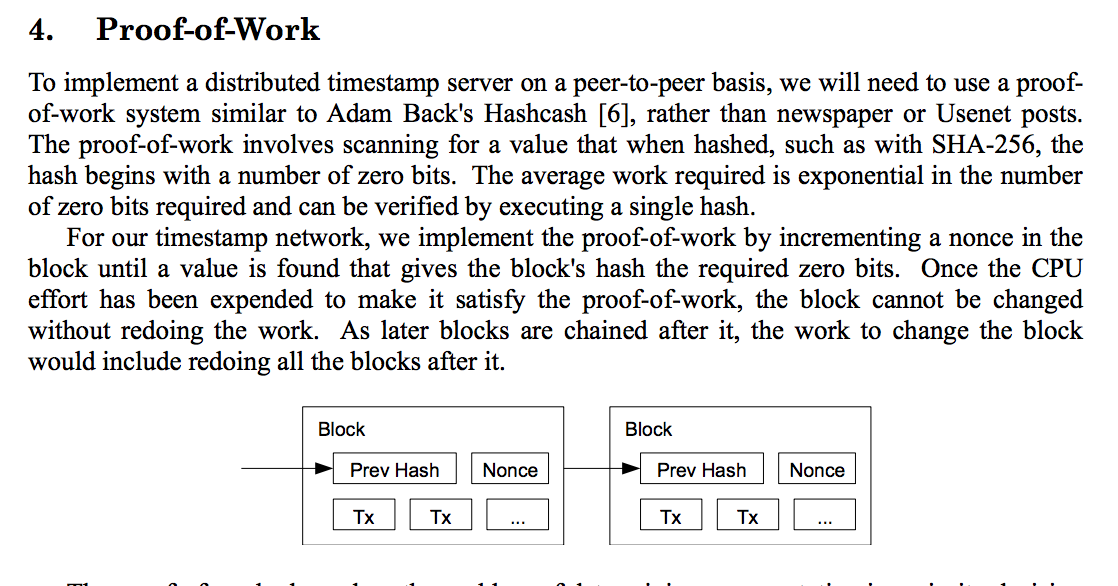 4. Proof-of-Work
To implement a distributed timestamp server on a peer-to-peer basis, we will need to use a proof-
of-work system similar to Adam Back's Hashcash [6], rather than newspaper or Usenet posts.
The proof-of-work involves scanning for a value that when hashed, such as with SHA-256, the
hash begins with a number of zero bits. The average work required is exponential in the number
of zero bits required and can be verified by executing a single hash.
For our timestamp network, we implement the proof-of-work by incrementing a nonce in the
block until a value is found that gives the block's hash the required zero bits. Once the CPU
effort has been expended to make it satisfy the proof-of-work, the block cannot be changed
without redoing the work. As later blocks are chained after it, the work to change the block
would include redoing all the blocks after it.
Block Block
Prev Hash Nonce Prev Hash Nonce
Tx Tx ... Tx Tx ...